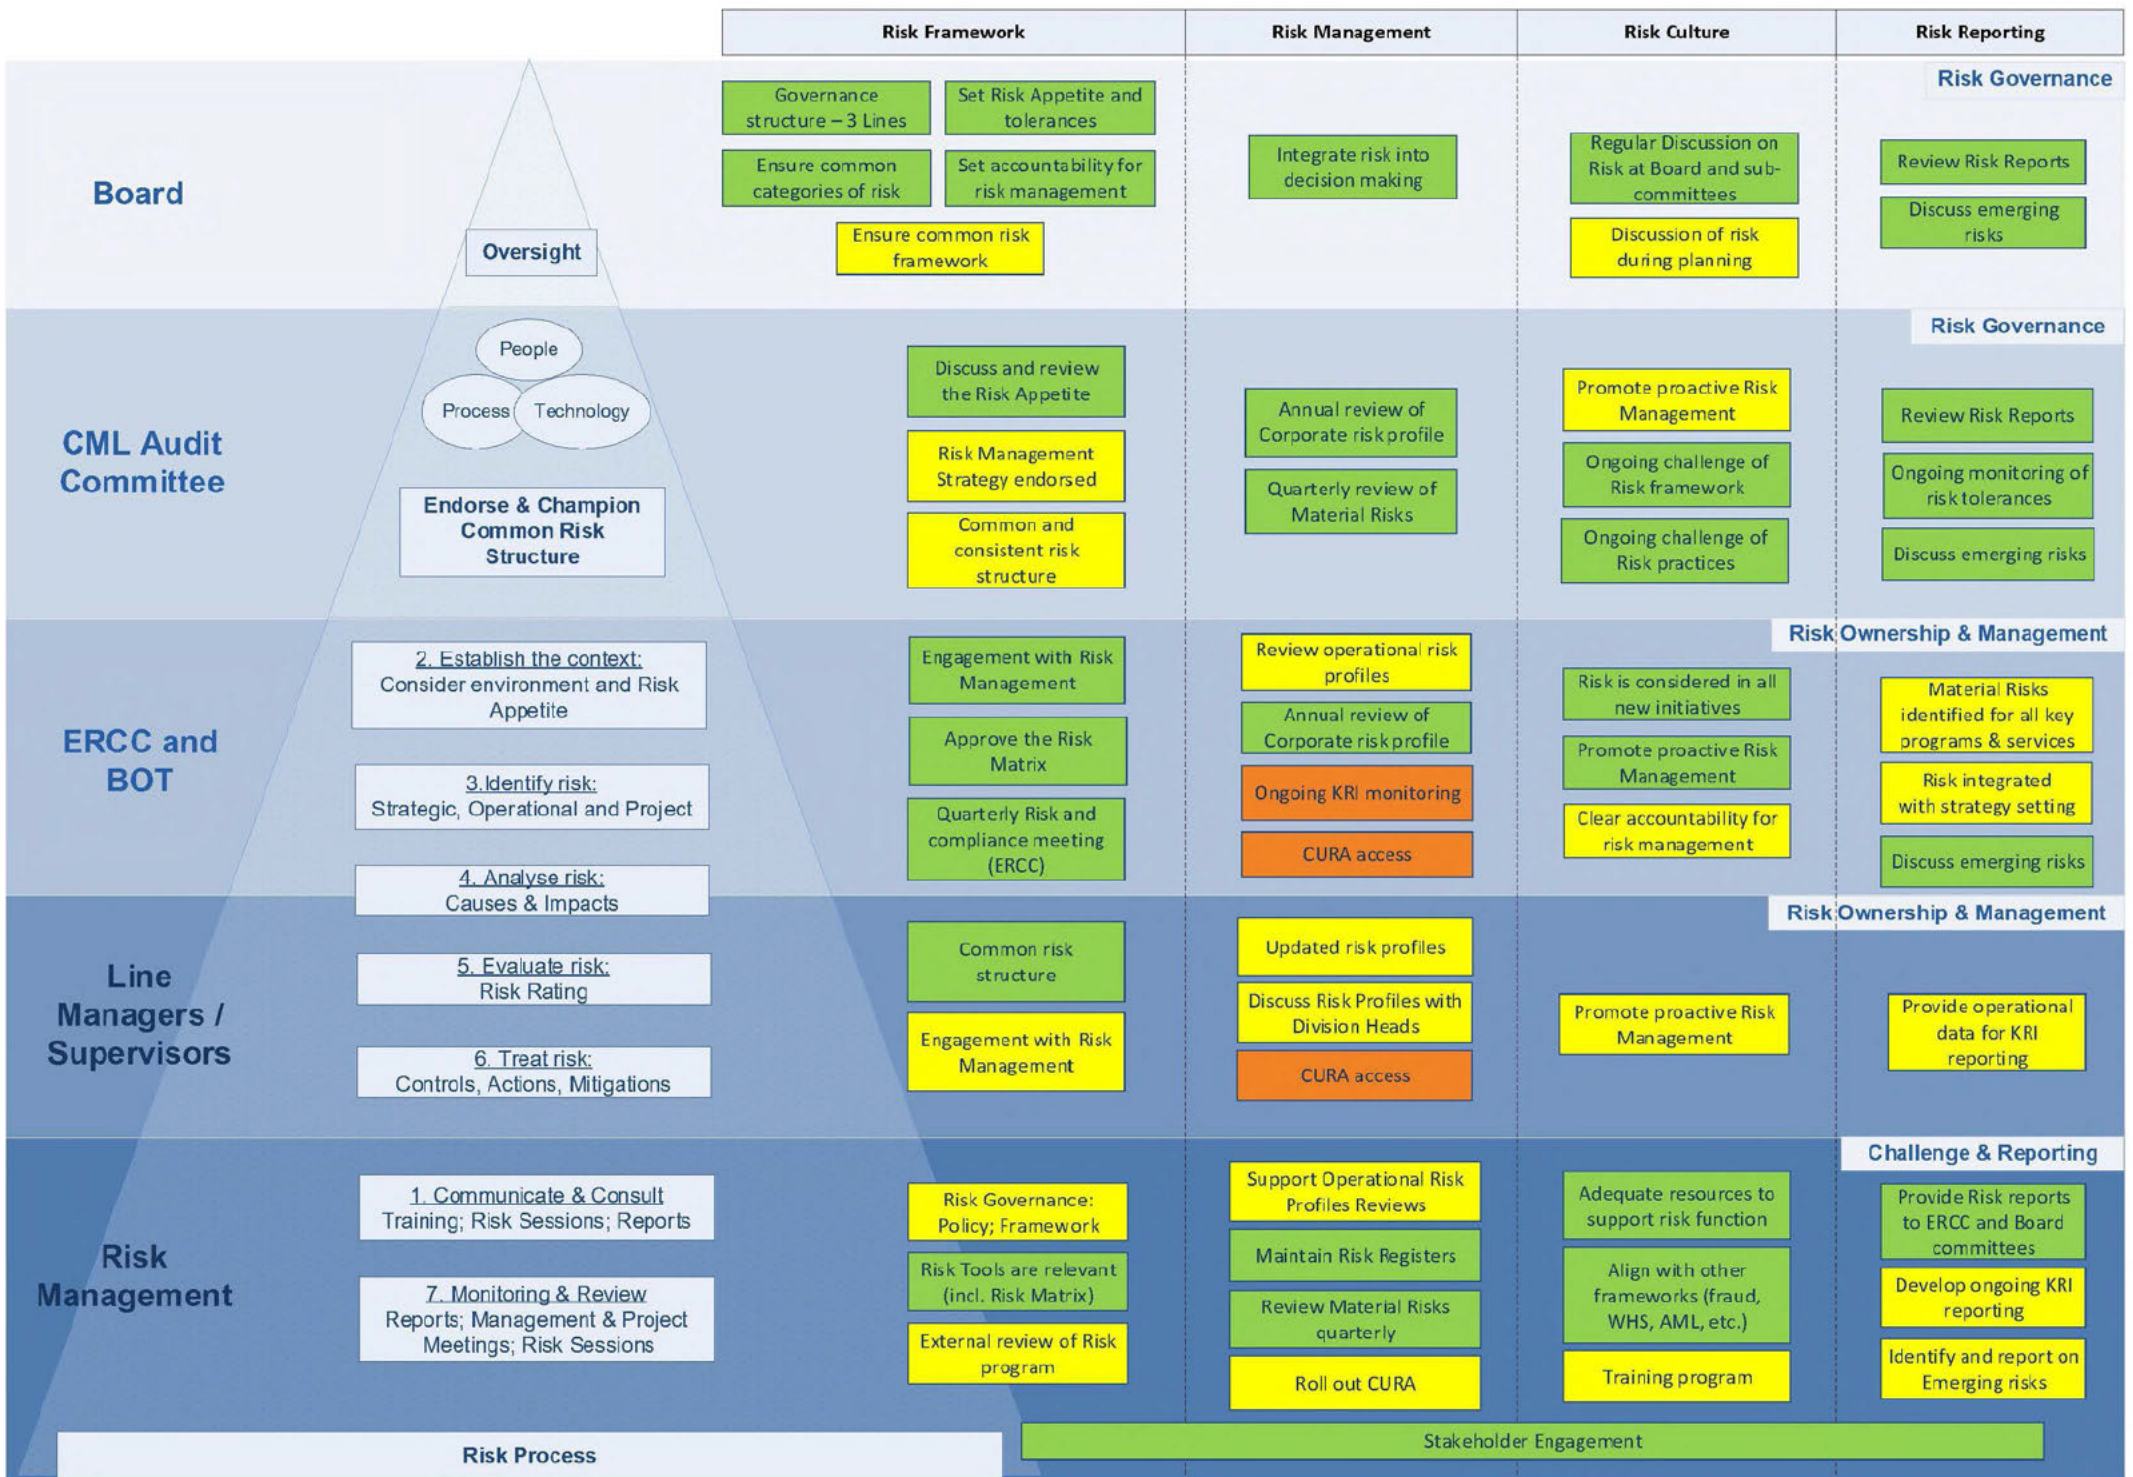 Risk Framework
Risk Management
Risk Culture
Risk Reporting
Board
Oversight
Governance
structure – 3 Lines
Set Risk Appetite and
tolerances
Ensure common
categories of risk
Set accountability for
risk management
Ensure common risk
framework
Integrate risk into
decision making
Regular Discussion on
Risk at Board and sub-
committees
Discussion of risk
during planning
Risk Governance
Review Risk Reports
Discuss emerging
risks
CML Audit
Committee
People
Process
Technology
Endorse & Champion
Common Risk
Structure
Discuss and review
the Risk Appetite
Risk Management
Strategy endorsed
Common and
consistent risk
structure
Annual review of
Corporate risk profile
Quarterly review of
Material Risks
Promote proactive Risk
Management
Ongoing challenge of
Risk framework
Ongoing challenge of
Risk practices
Risk Governance
Review Risk Reports
Ongoing monitoring of
risk tolerances
Discuss emerging risks
ERCC and
BOT
2. Establish the context:
Consider environment and Risk
Appetite
3.Identify risk:
Strategic, Operational and Project
4. Analyse risk:
Causes & Impacts
Engagement with Risk
Management
Approve the Risk
Matrix
Quarterly Risk and
compliance meeting
(ERCC)
Review operational risk
profiles
Annual review of
Corporate risk profile
Ongoing KRI monitoring
CURA access
Risk is considered in all
new initiatives
Promote proactive Risk
Management
Clear accountability for
risk management
Risk Ownership & Management
Material Risks
identified for all key
programs & services
Risk integrated
with strategy setting
Discuss emerging risks
Line
Managers /
Supervisors
5. Evaluate risk:
Risk Rating
6. Treat risk:
Controls, Actions, Mitigations
Common risk
structure
Engagement with Risk
Management
Updated risk profiles
Discuss Risk Profiles with
Division Heads
CURA access
Promote proactive Risk
Management
Risk Ownership & Management
Provide operational
data for KRI
reporting
Risk
Management
1. Communicate & Consult
Training; Risk Sessions; Reports
7. Monitoring & Review
Reports; Management & Project
Meetings; Risk Sessions
Risk Governance:
Policy; Framework
Risk Tools are relevant
(incl. Risk Matrix)
External review of Risk
program
Support Operational Risk
Profiles Reviews
Maintain Risk Registers
Review Material Risks
quarterly
Roll out CURA
Adequate resources to
support risk function
Align with other
frameworks (fraud,
WHS, AML, etc.)
Training program
Challenge & Reporting
Provide Risk reports
to ERCC and Board
committees
Develop ongoing KRI
reporting
Identify and report on
Emerging risks
Risk Process
Stakeholder Engagement